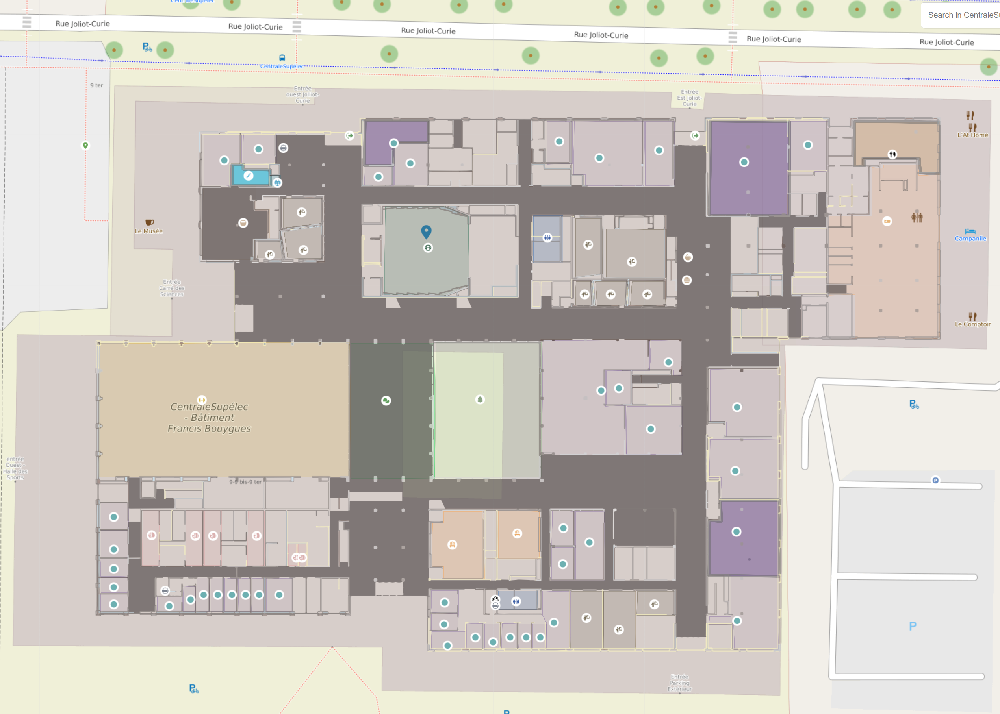 CentraleSupélec
Search in CentraleSu
Rue Joliot-Curie
Rue Joliot-Curie
Rue Joliot-Curie
Rue Joliot-Curie
Rue Joliot-Curie
Rue Joliot-Curie
P
CentraleSupélec
9 ter
Entrée
ouest Jolliot-
Curie
Entrée
Est Joliot-
Curie
L'At Home
Le Musée
Campanile
Entrée
Carré des
Sciences
Le Comptoir
CentraleSupélec
- Bâtiment
Francis Bouygues
P
entrée
Ouest -
Halle des
Sports
9-9 bis-9 ter
P
P
Entrée
Parking
Extérieur
P
P